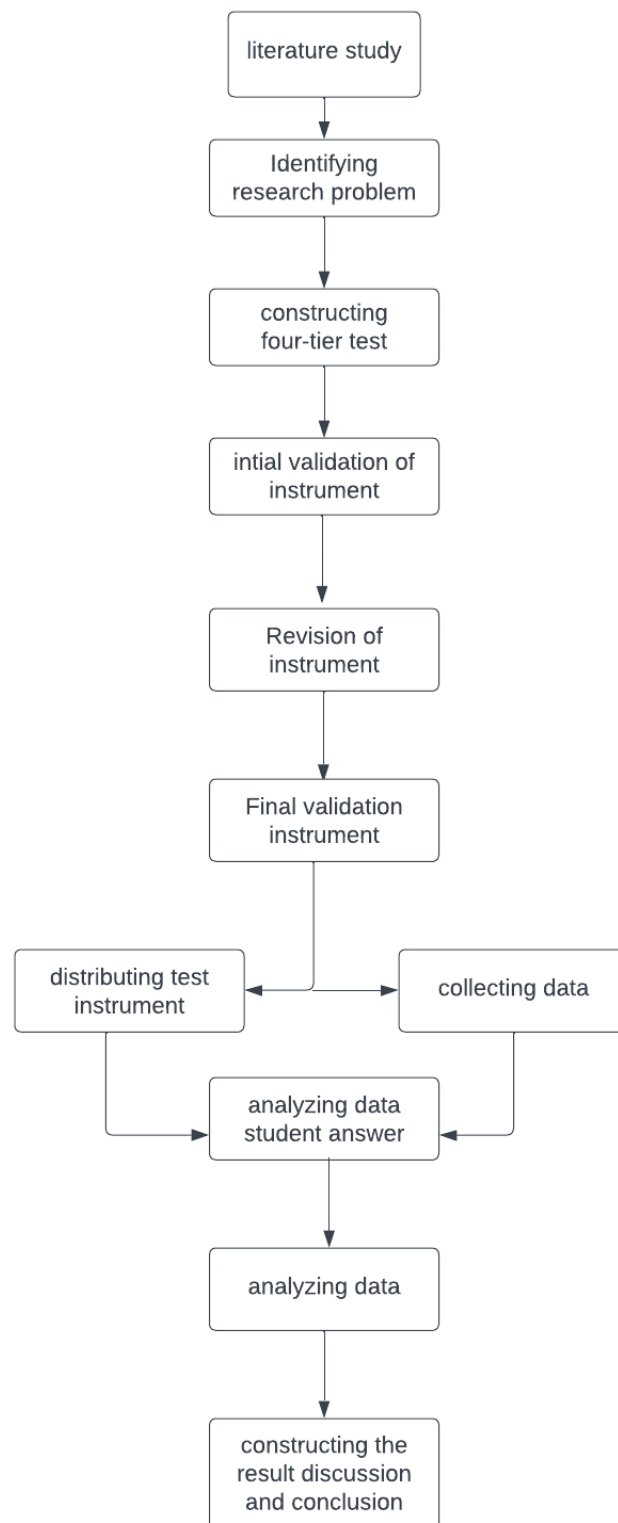 literature study
Identifying
research problem
constructing
four-tier test
intial validation of
instrument
Revision of
instrument
Final validation
instrument
distributing test
instrument
collecting data
analyzing data
student answer
analyzing data
constructing the
result discussion
and conclusion